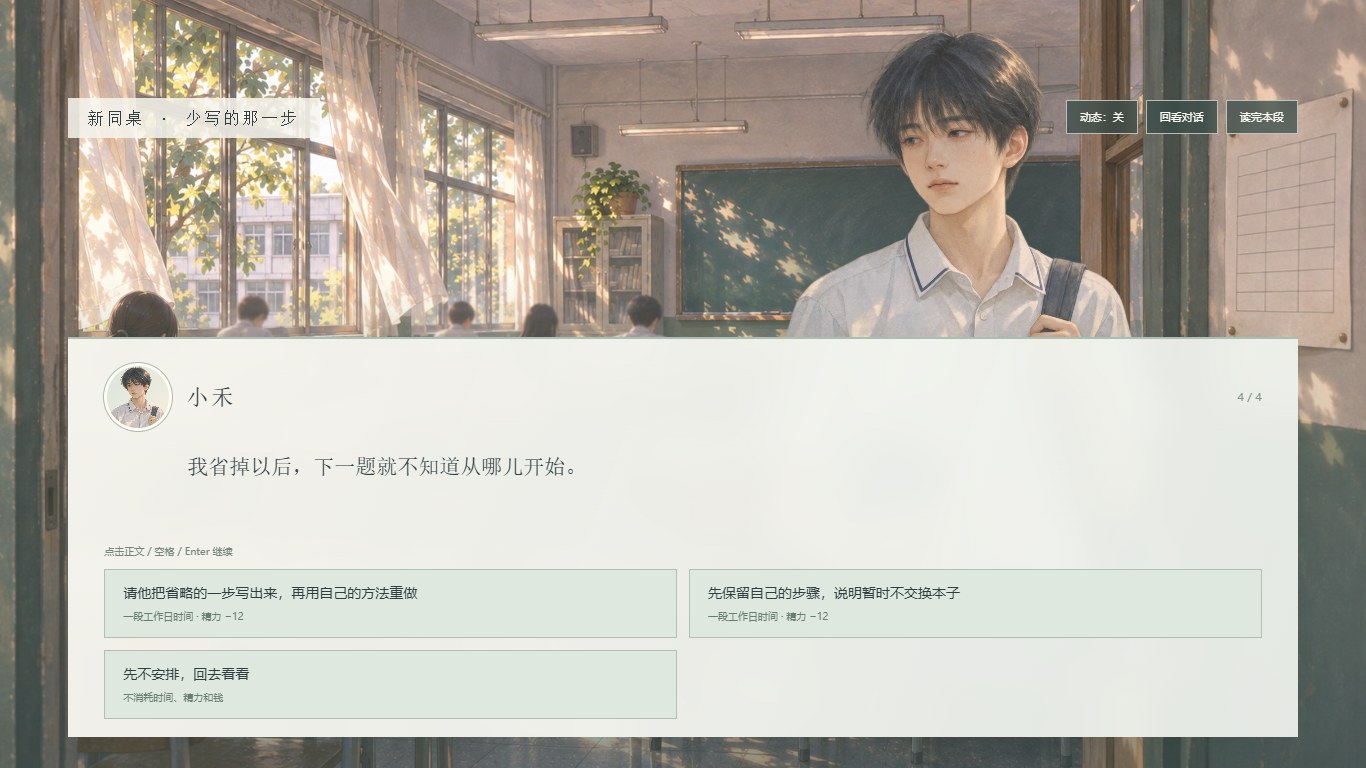 新同桌 · 少写的那一步
动态：关
回看对话
读完本段
小禾
4 / 4
我省掉以后，下一题就不知道从哪儿开始。
点击正文 / 空格 / Enter 继续
请他把省略的一步写出来，再用自己的方法重做
一段工作日时间 · 精力 −12
先保留自己的步骤，说明暂时不交换本子
一段工作日时间 · 精力 −12
先不安排，回去看看
不消耗时间、精力和钱